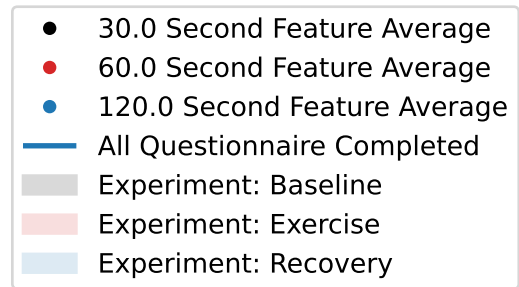 30.0 Second Feature Average
60.0 Second Feature Average
120.0 Second Feature Average
All Questionnaire Completed
Experiment: Baseline
Experiment: Exercise
Experiment: Recovery